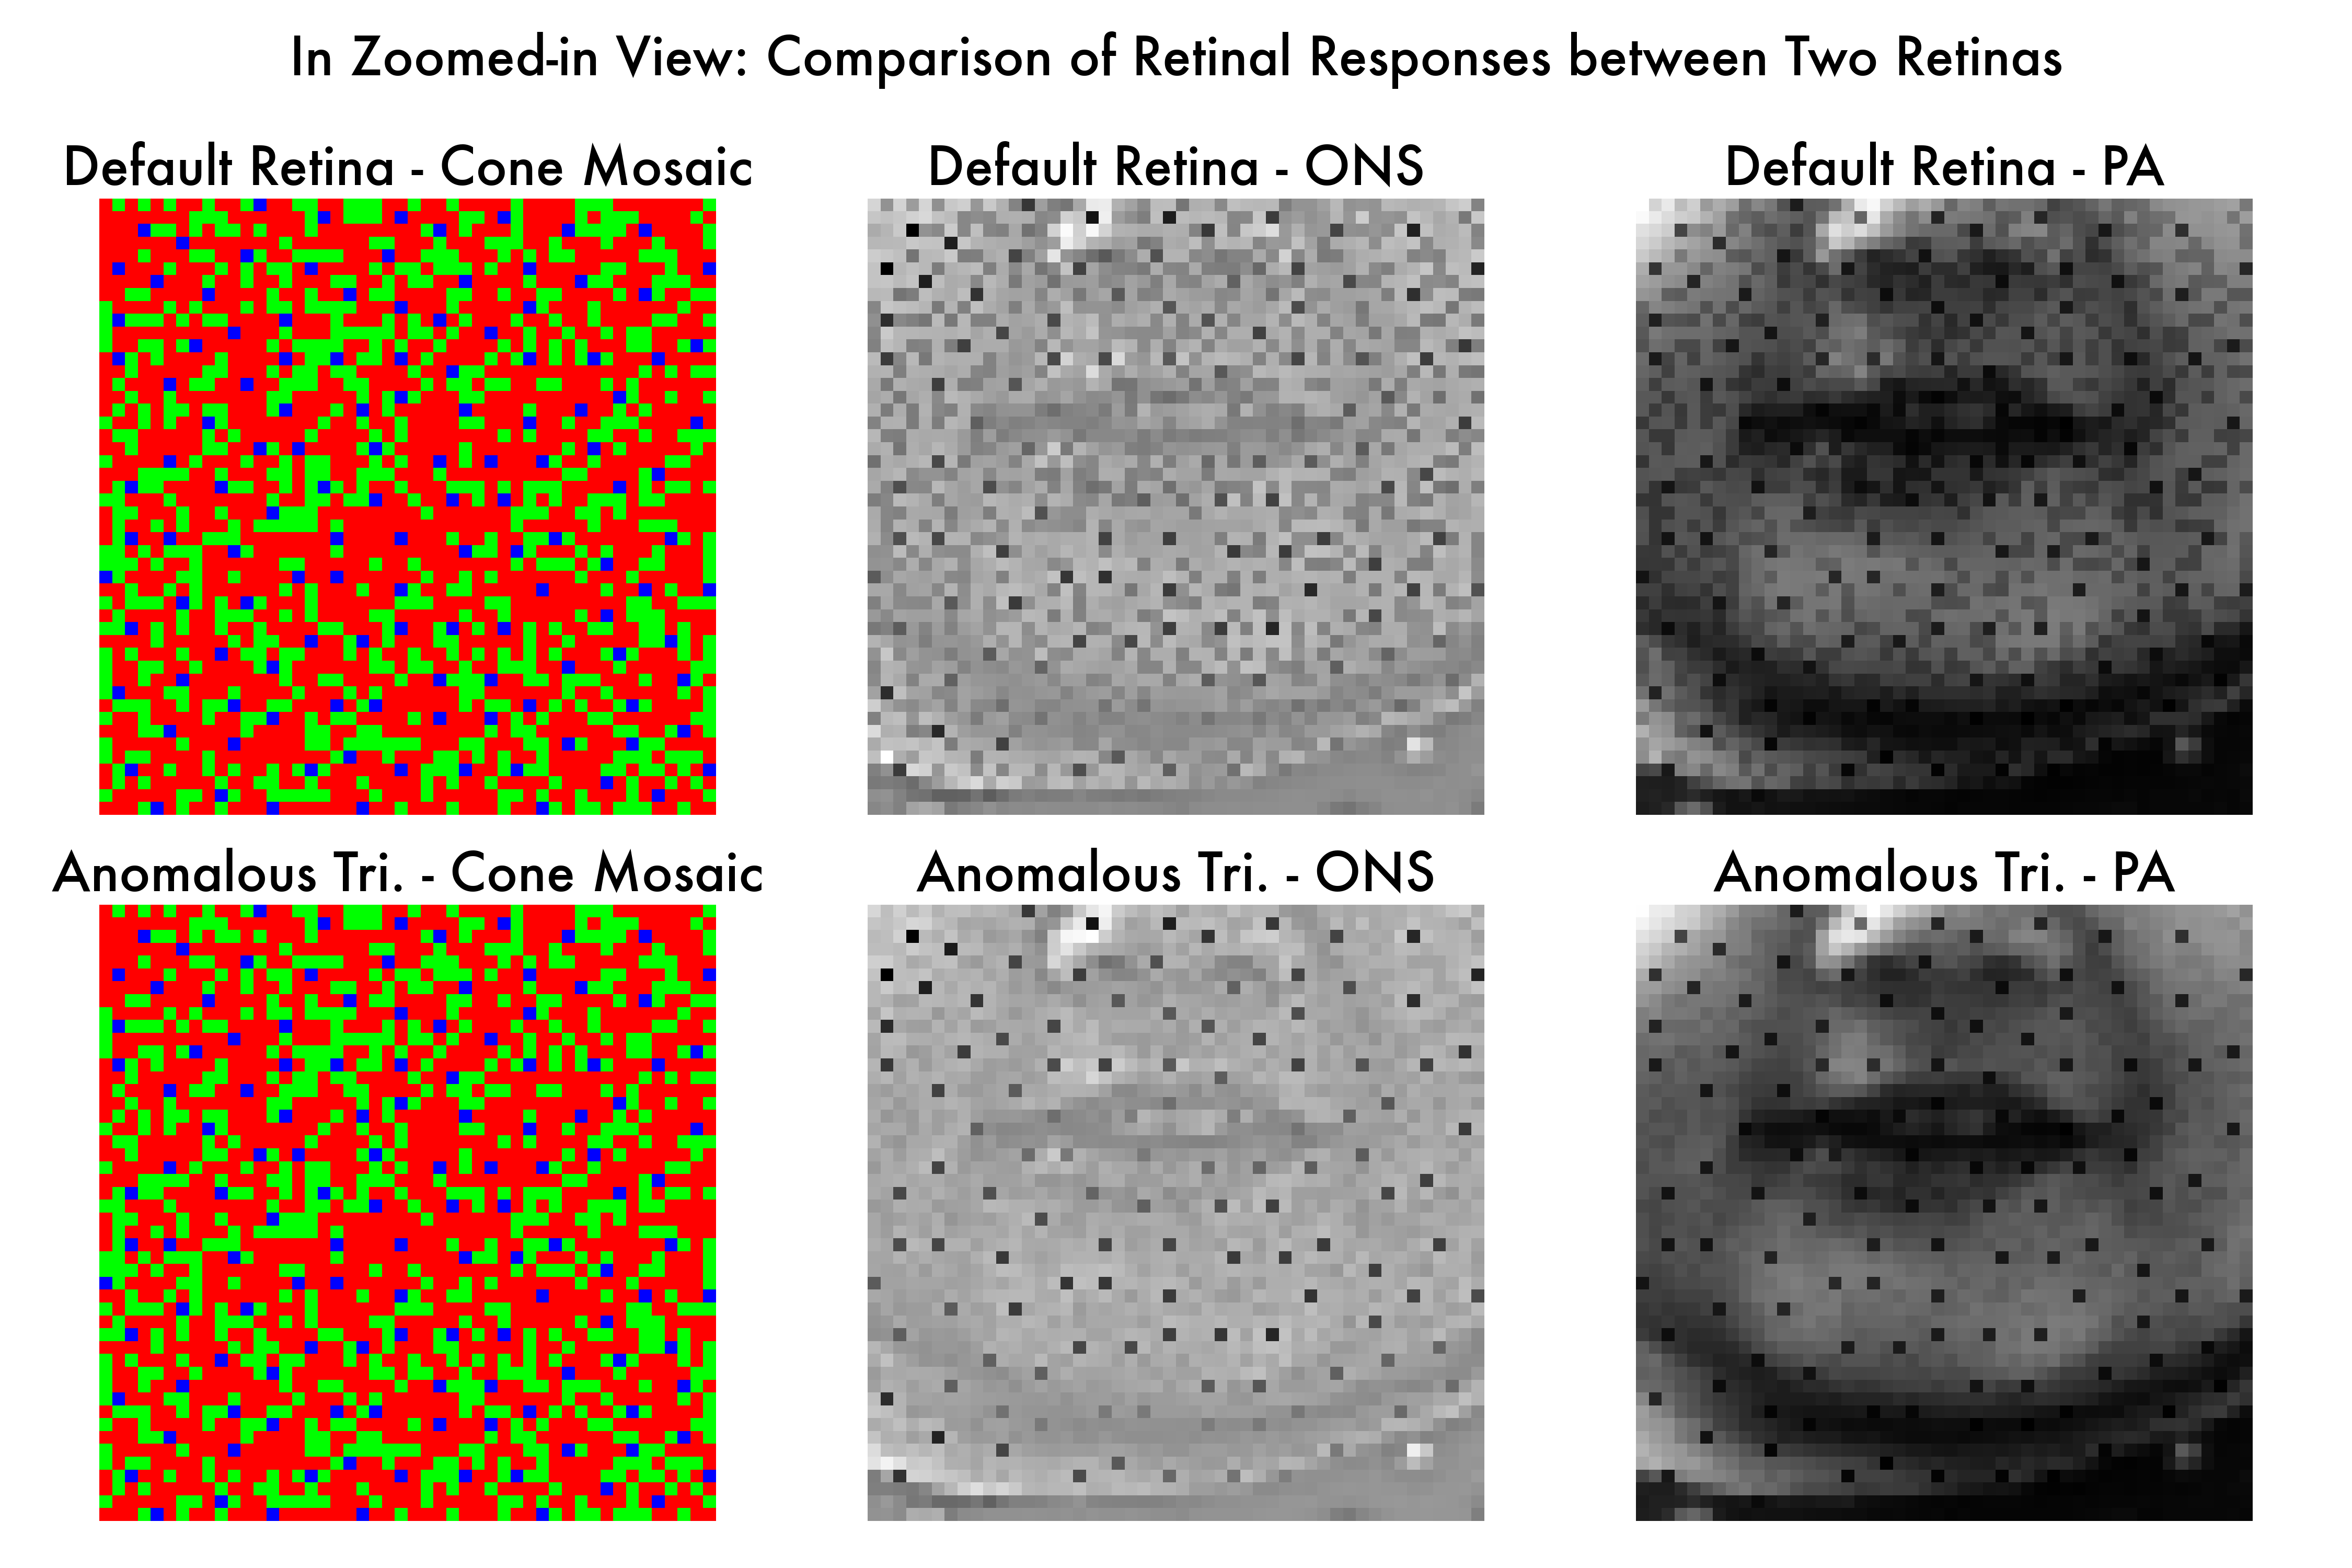 In Zoomed-in View: Comparison of Retinal Responses between Two Retinas
Default Retina - Cone Mosaic
Default Retina - ONS
Default Retina - PA
Anomalous Tri. - Cone Mosaic
Anomalous Tri. - ONS
Anomalous Tri. - PA